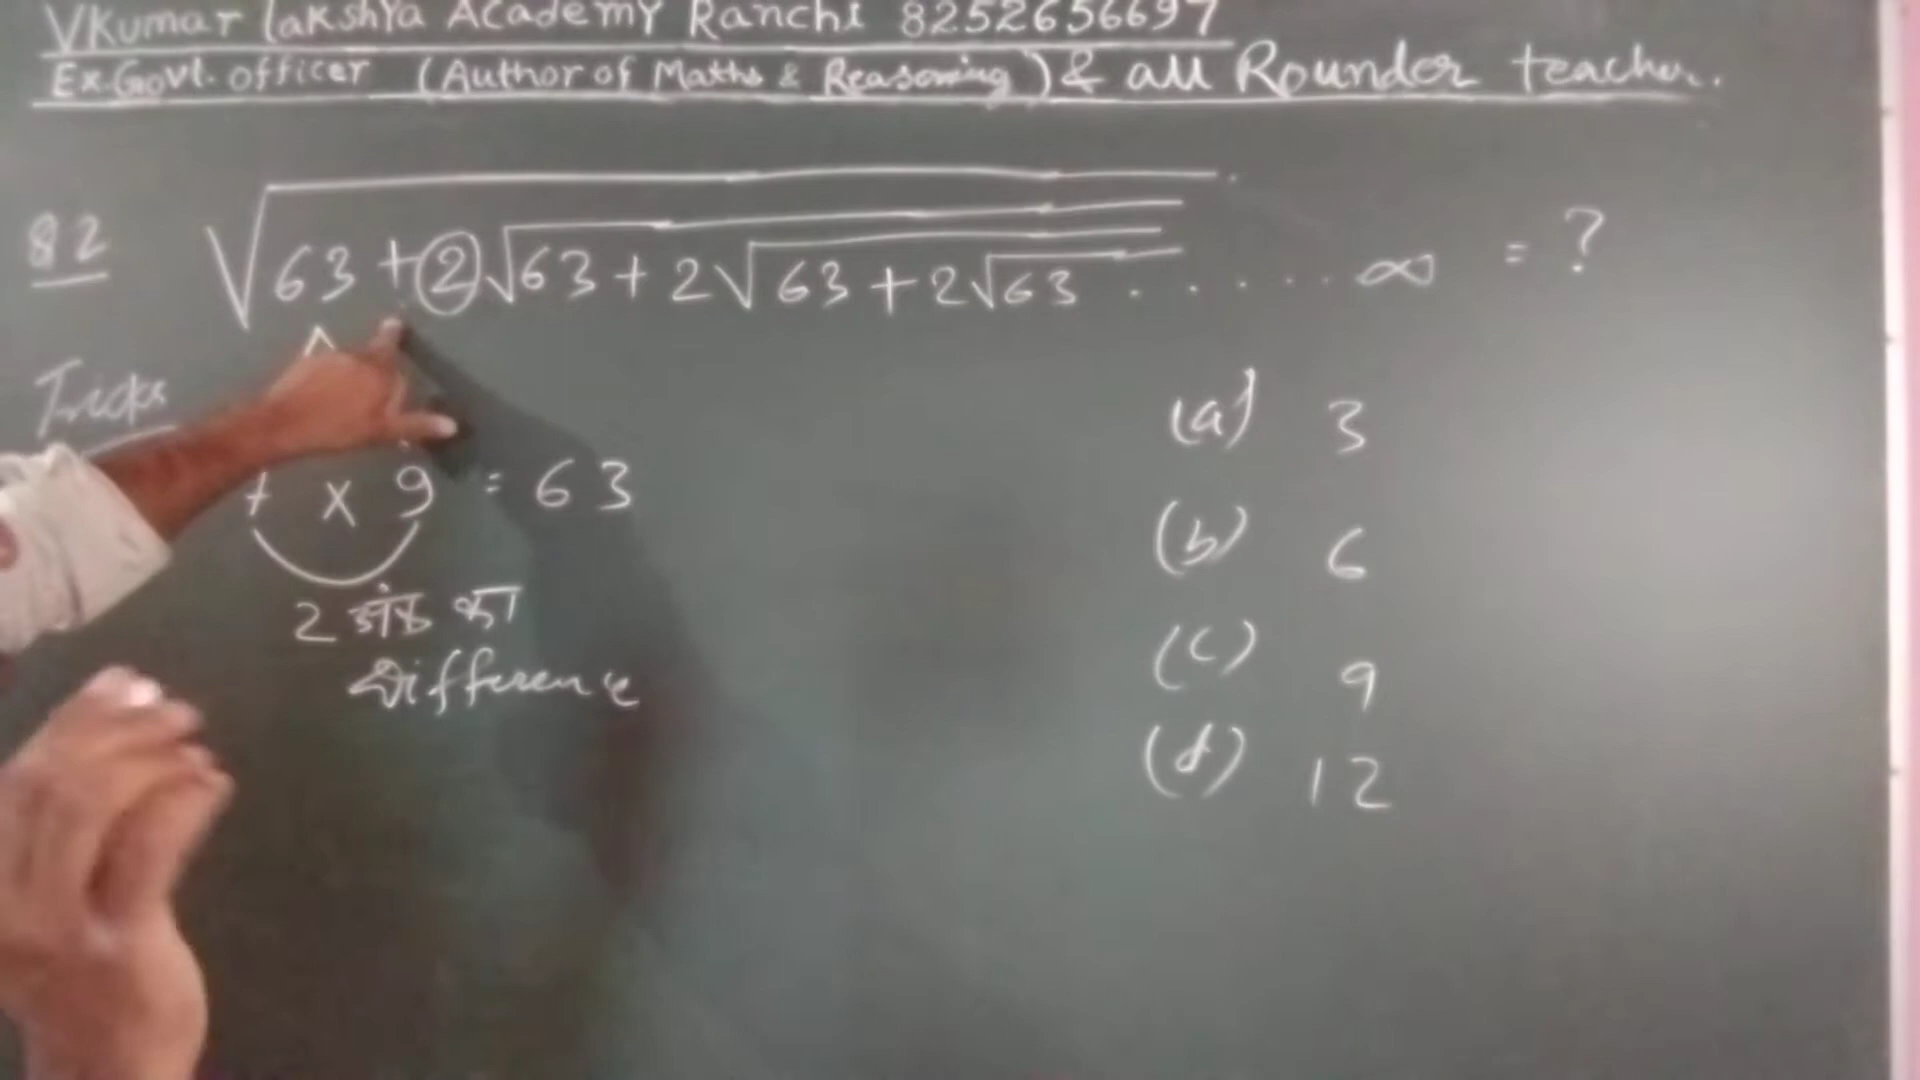 VKumar Lakshya Academy Ranchi 8252656697
Ex.Govt. officer (Author of Maths & Reasoning) & all Rounder teacher.
82 √63 + 2√63 + 2√63 + 2√63 . . . . . . ∞ = ?
Tricks
(a) 3
7 x 9 = 63
(b) 6
2 अंक का
(c) 9
Difference
(d) 12